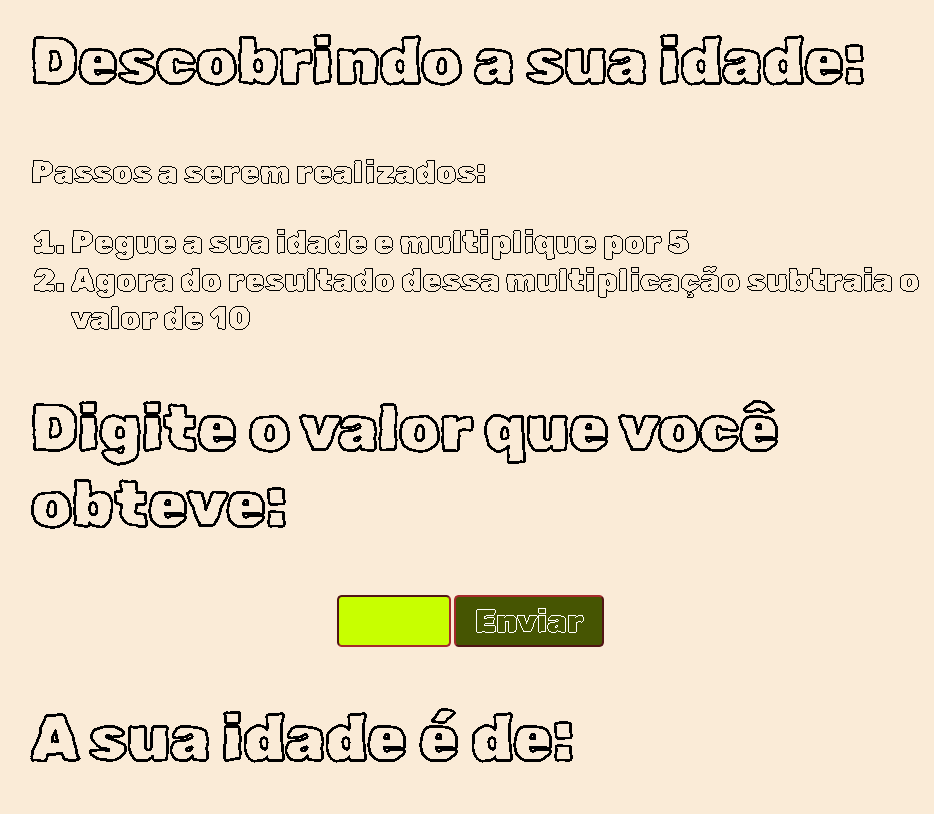 Descobrindo a sua idade:
Passos a serem realizados:
1. Pegue a sua idade e multiplique por 5
2. Agora do resultado dessa multiplicação subtraia o
valor de 10
Digite o valor que você
obteve:
Enviar
A sua idade é de: